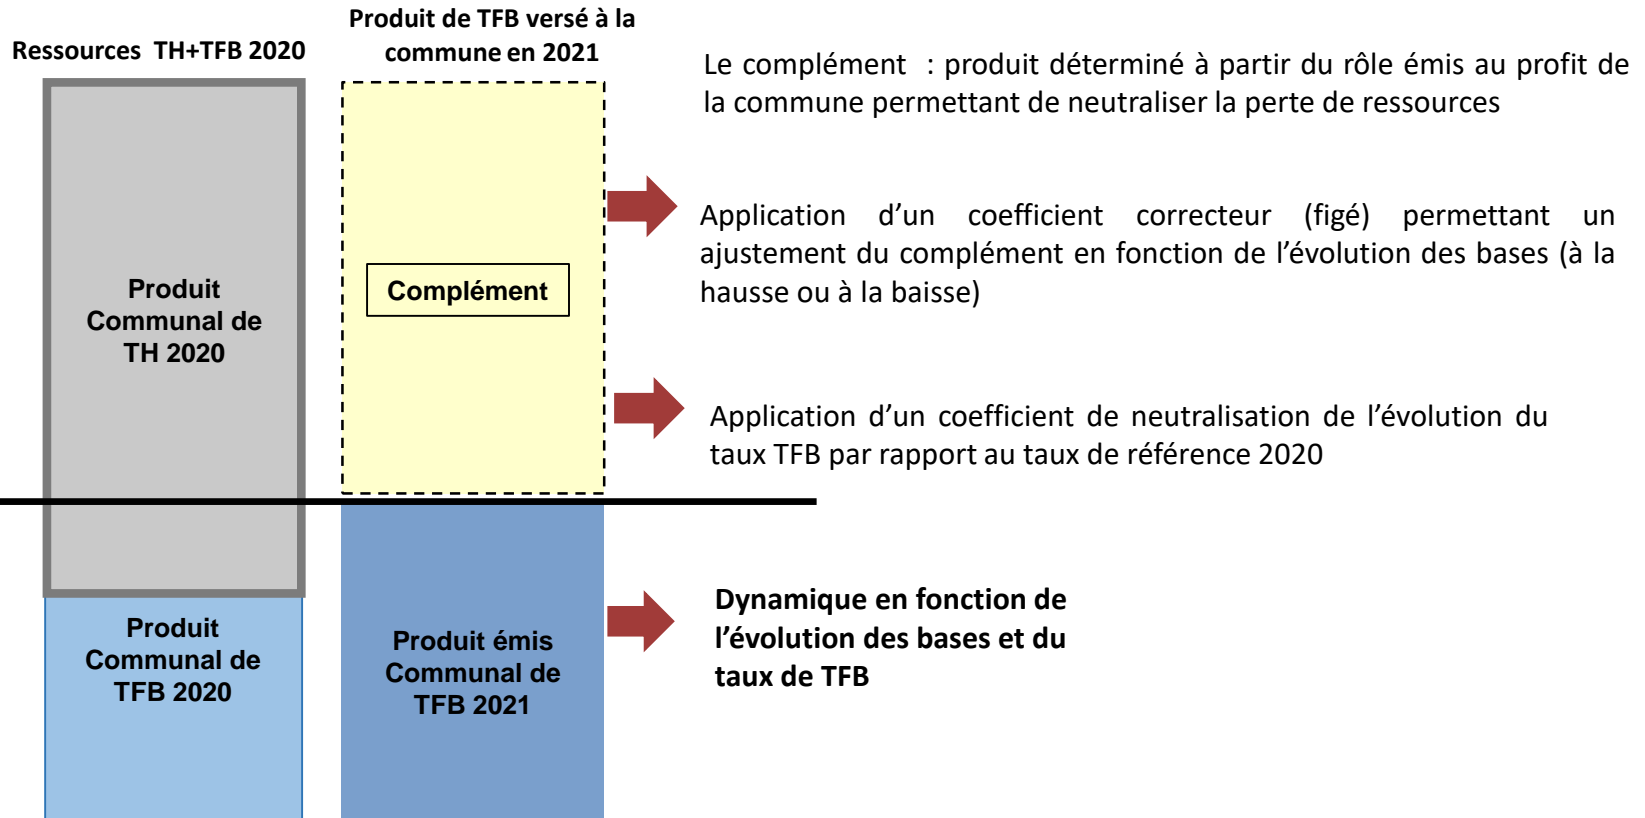 Ressources TH+TFB 2020
Produit de TFB versé à la
commune en 2021
Le complément : produit déterminé à partir du rôle émis au profit de
la commune permettant de neutraliser la perte de ressources
Application d’un coefficient correcteur (figé) permettant un
ajustement du complément en fonction de l’évolution des bases (à la
hausse ou à la baisse)
Produit
Communal de
TH 2020
Complément
Application d’un coefficient de neutralisation de l’évolution du
taux TFB par rapport au taux de référence 2020
Produit
Communal de
TFB 2020
Produit émis
Communal de
TFB 2021
Dynamique en fonction de
l’évolution des bases et du
taux de TFB